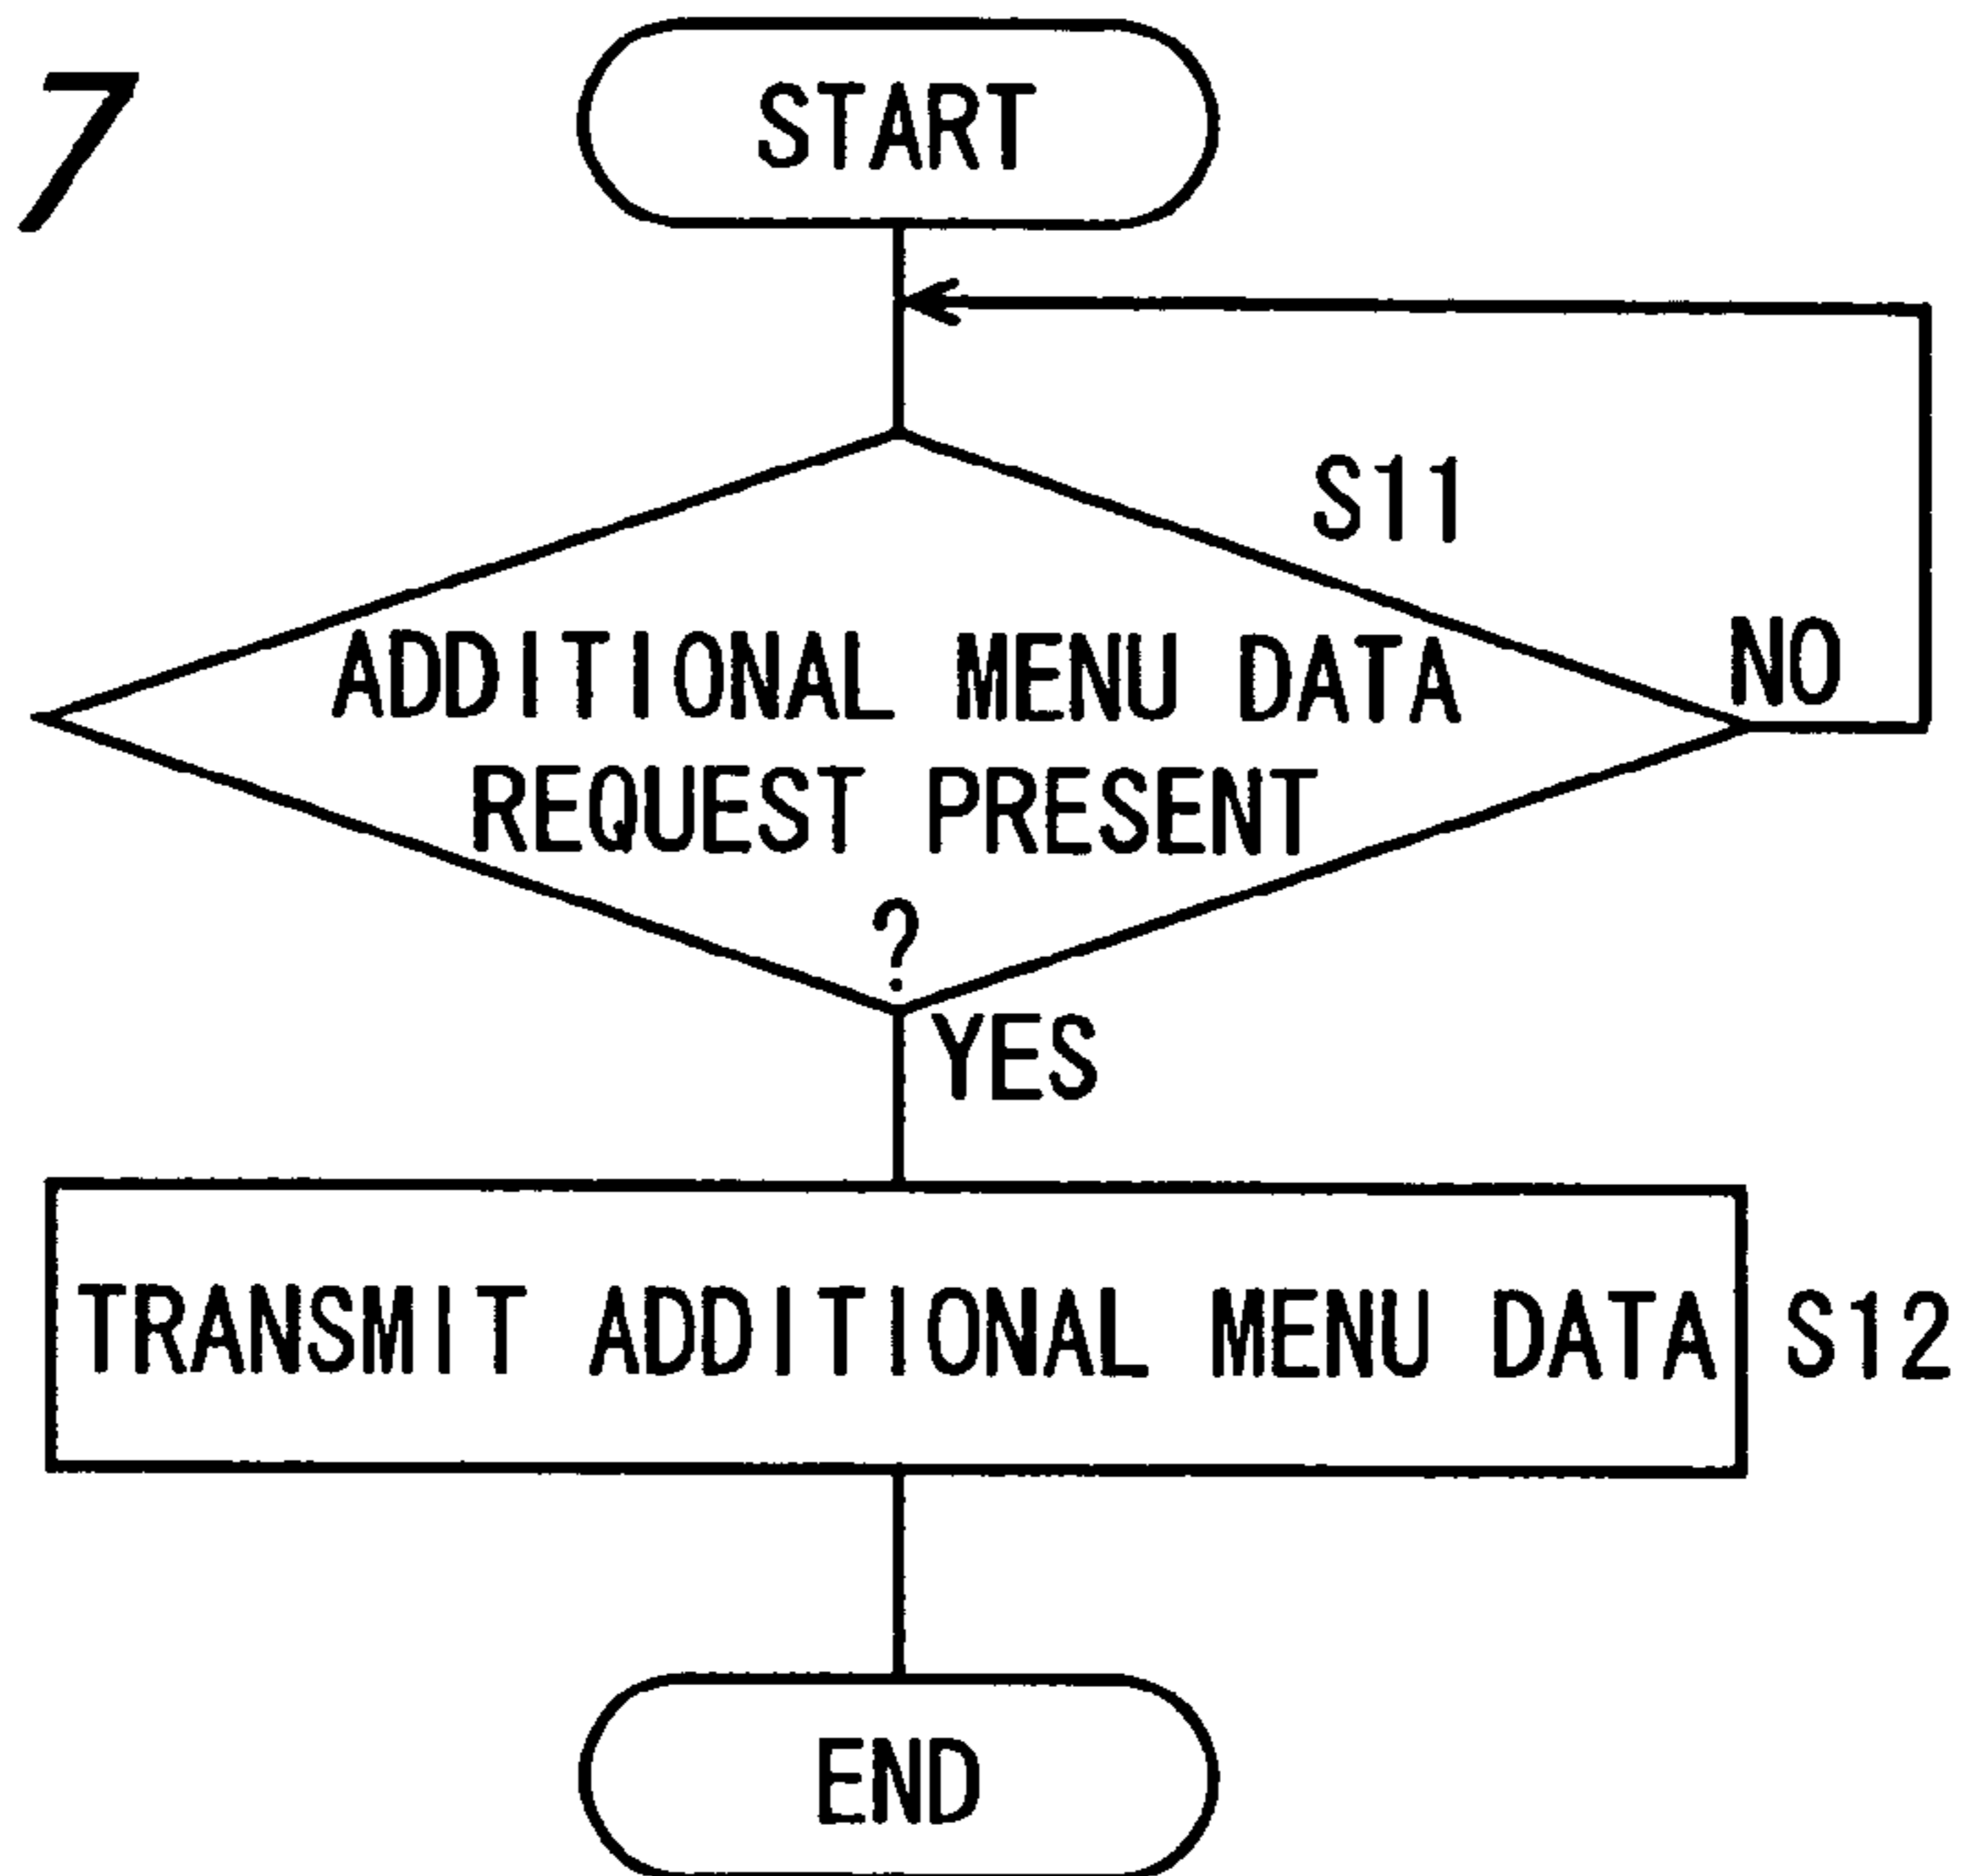 7
START
S11
ADDITIONAL MENU DATA
NO
REQUEST PRESENT
?
YES
TRANSMIT ADDITIONAL MENU DATA S12
END